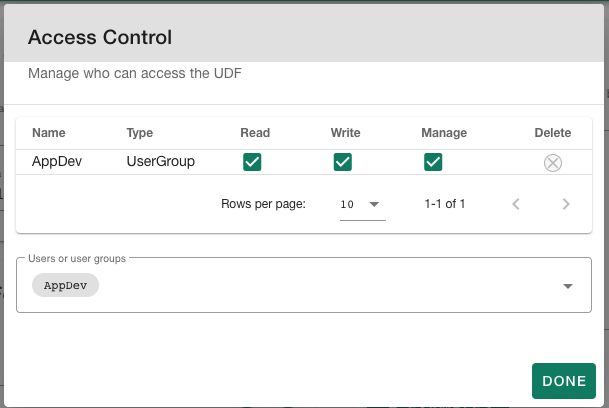 Access Control
Manage who can access the UDF
Name Type Read Write Manage Delete
AppDev UserGroup
Rows per page: 10 1-1 of 1
Users or user groups
AppDev
DONE